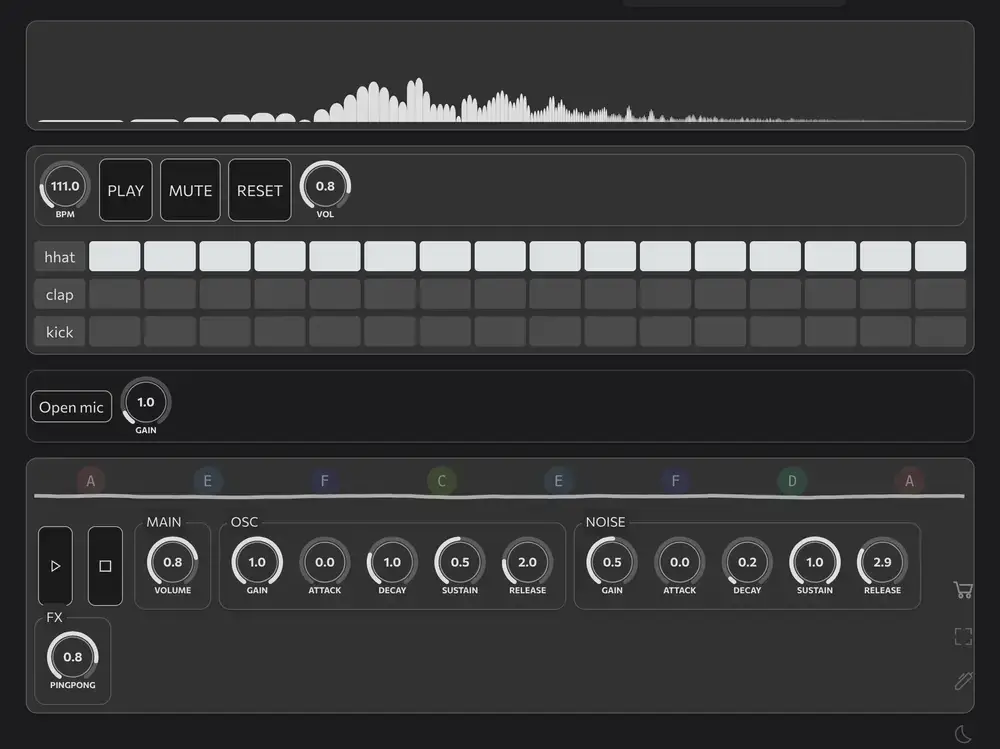 111.0 PLAY MUTE RESET 0.8
BPM VOL
hhat
clap
kick
Open mic 1.0
GAIN
A E F C E F D A
MAIN OSC NOISE
0.8 1.0 0.0 1.0 0.5 2.0 0.5 0.0 0.2 1.0 2.9
VOLUME GAIN ATTACK DECAY SUSTAIN RELEASE GAIN ATTACK DECAY SUSTAIN RELEASE
FX
0.8
PINGPONG